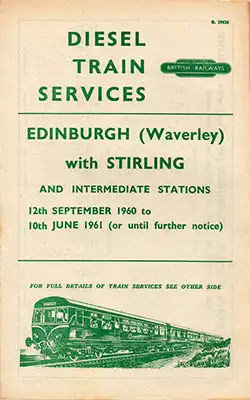 B. 39438
DIESEL
TRAIN
SERVICES
BRITISH RAILWAYS
EDINBURGH (Waverley)
with STIRLING
AND INTERMEDIATE STATIONS
12th SEPTEMBER 1960 to
10th JUNE 1961 (or until further notice)
FOR FULL DETAILS OF TRAIN SERVICES SEE OTHER SIDE